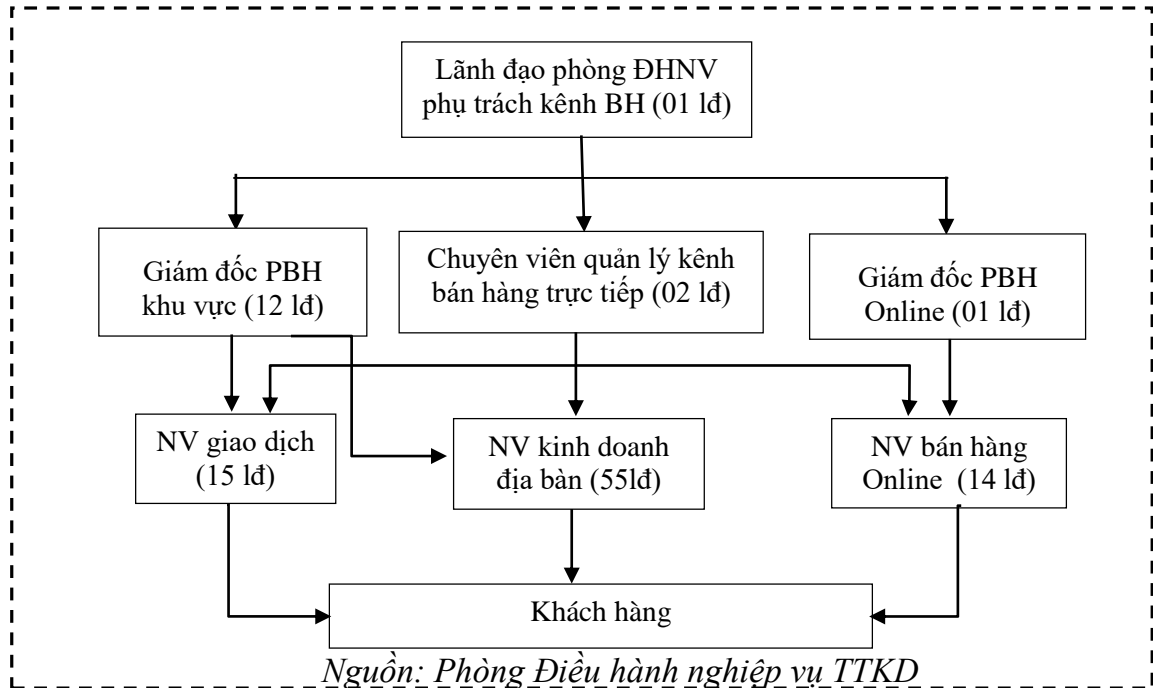 Lãnh đạo phòng ĐHNV
phụ trách kênh BH (01 lđ)
Giám đốc PBH
khu vực (12 lđ)
Chuyên viên quản lý kênh
bán hàng trực tiếp (02 lđ)
Giám đốc PBH
Online (01 lđ)
NV giao dịch
(15 lđ)
NV kinh doanh
địa bàn (55lđ)
NV bán hàng
Online (14 lđ)
Khách hàng
Nguồn: Phòng Điều hành nghiệp vụ TTKD